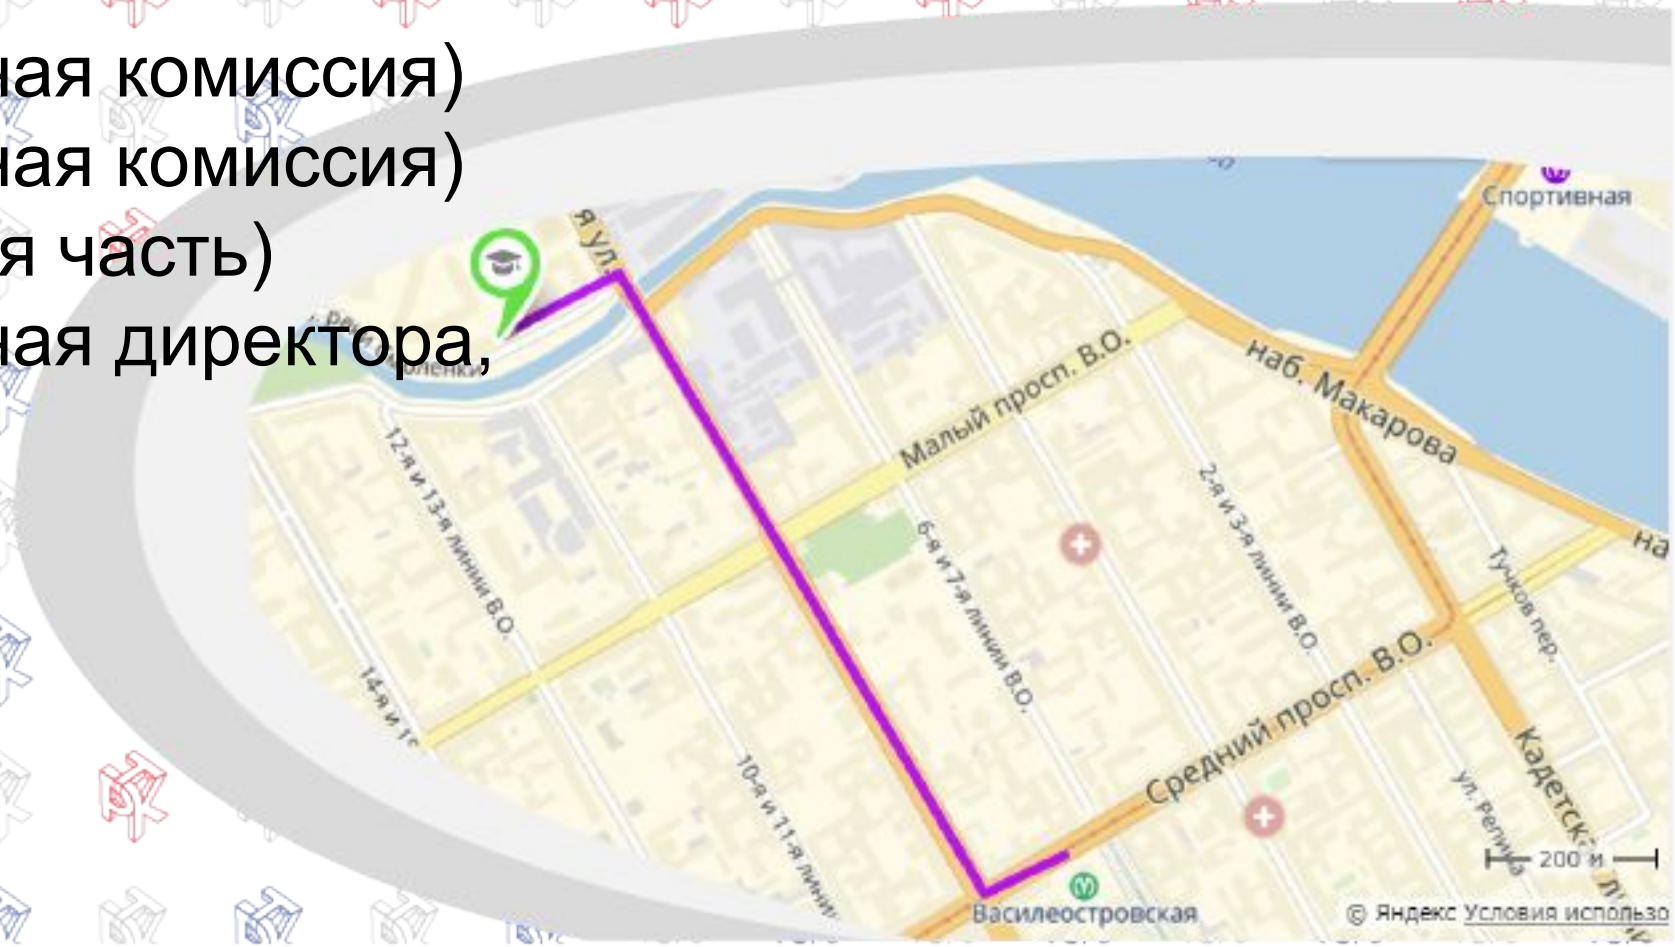 ная комиссия)
ная комиссия)
я часть)
ная директора,
Спортивная
я ул.
Малый просп. В.О.
наб. Макарова
на
12-я и 13-я линии В.О.
6-я и 7-я линии В.О.
2-я и 3-я линии В.О.
Тучков пер.
14-я и 1
10-я и 11-я линии
Средний просп. В.О.
Кадетск
ул. Репина
200 м
Василеостровская
© Яндекс Условия использо